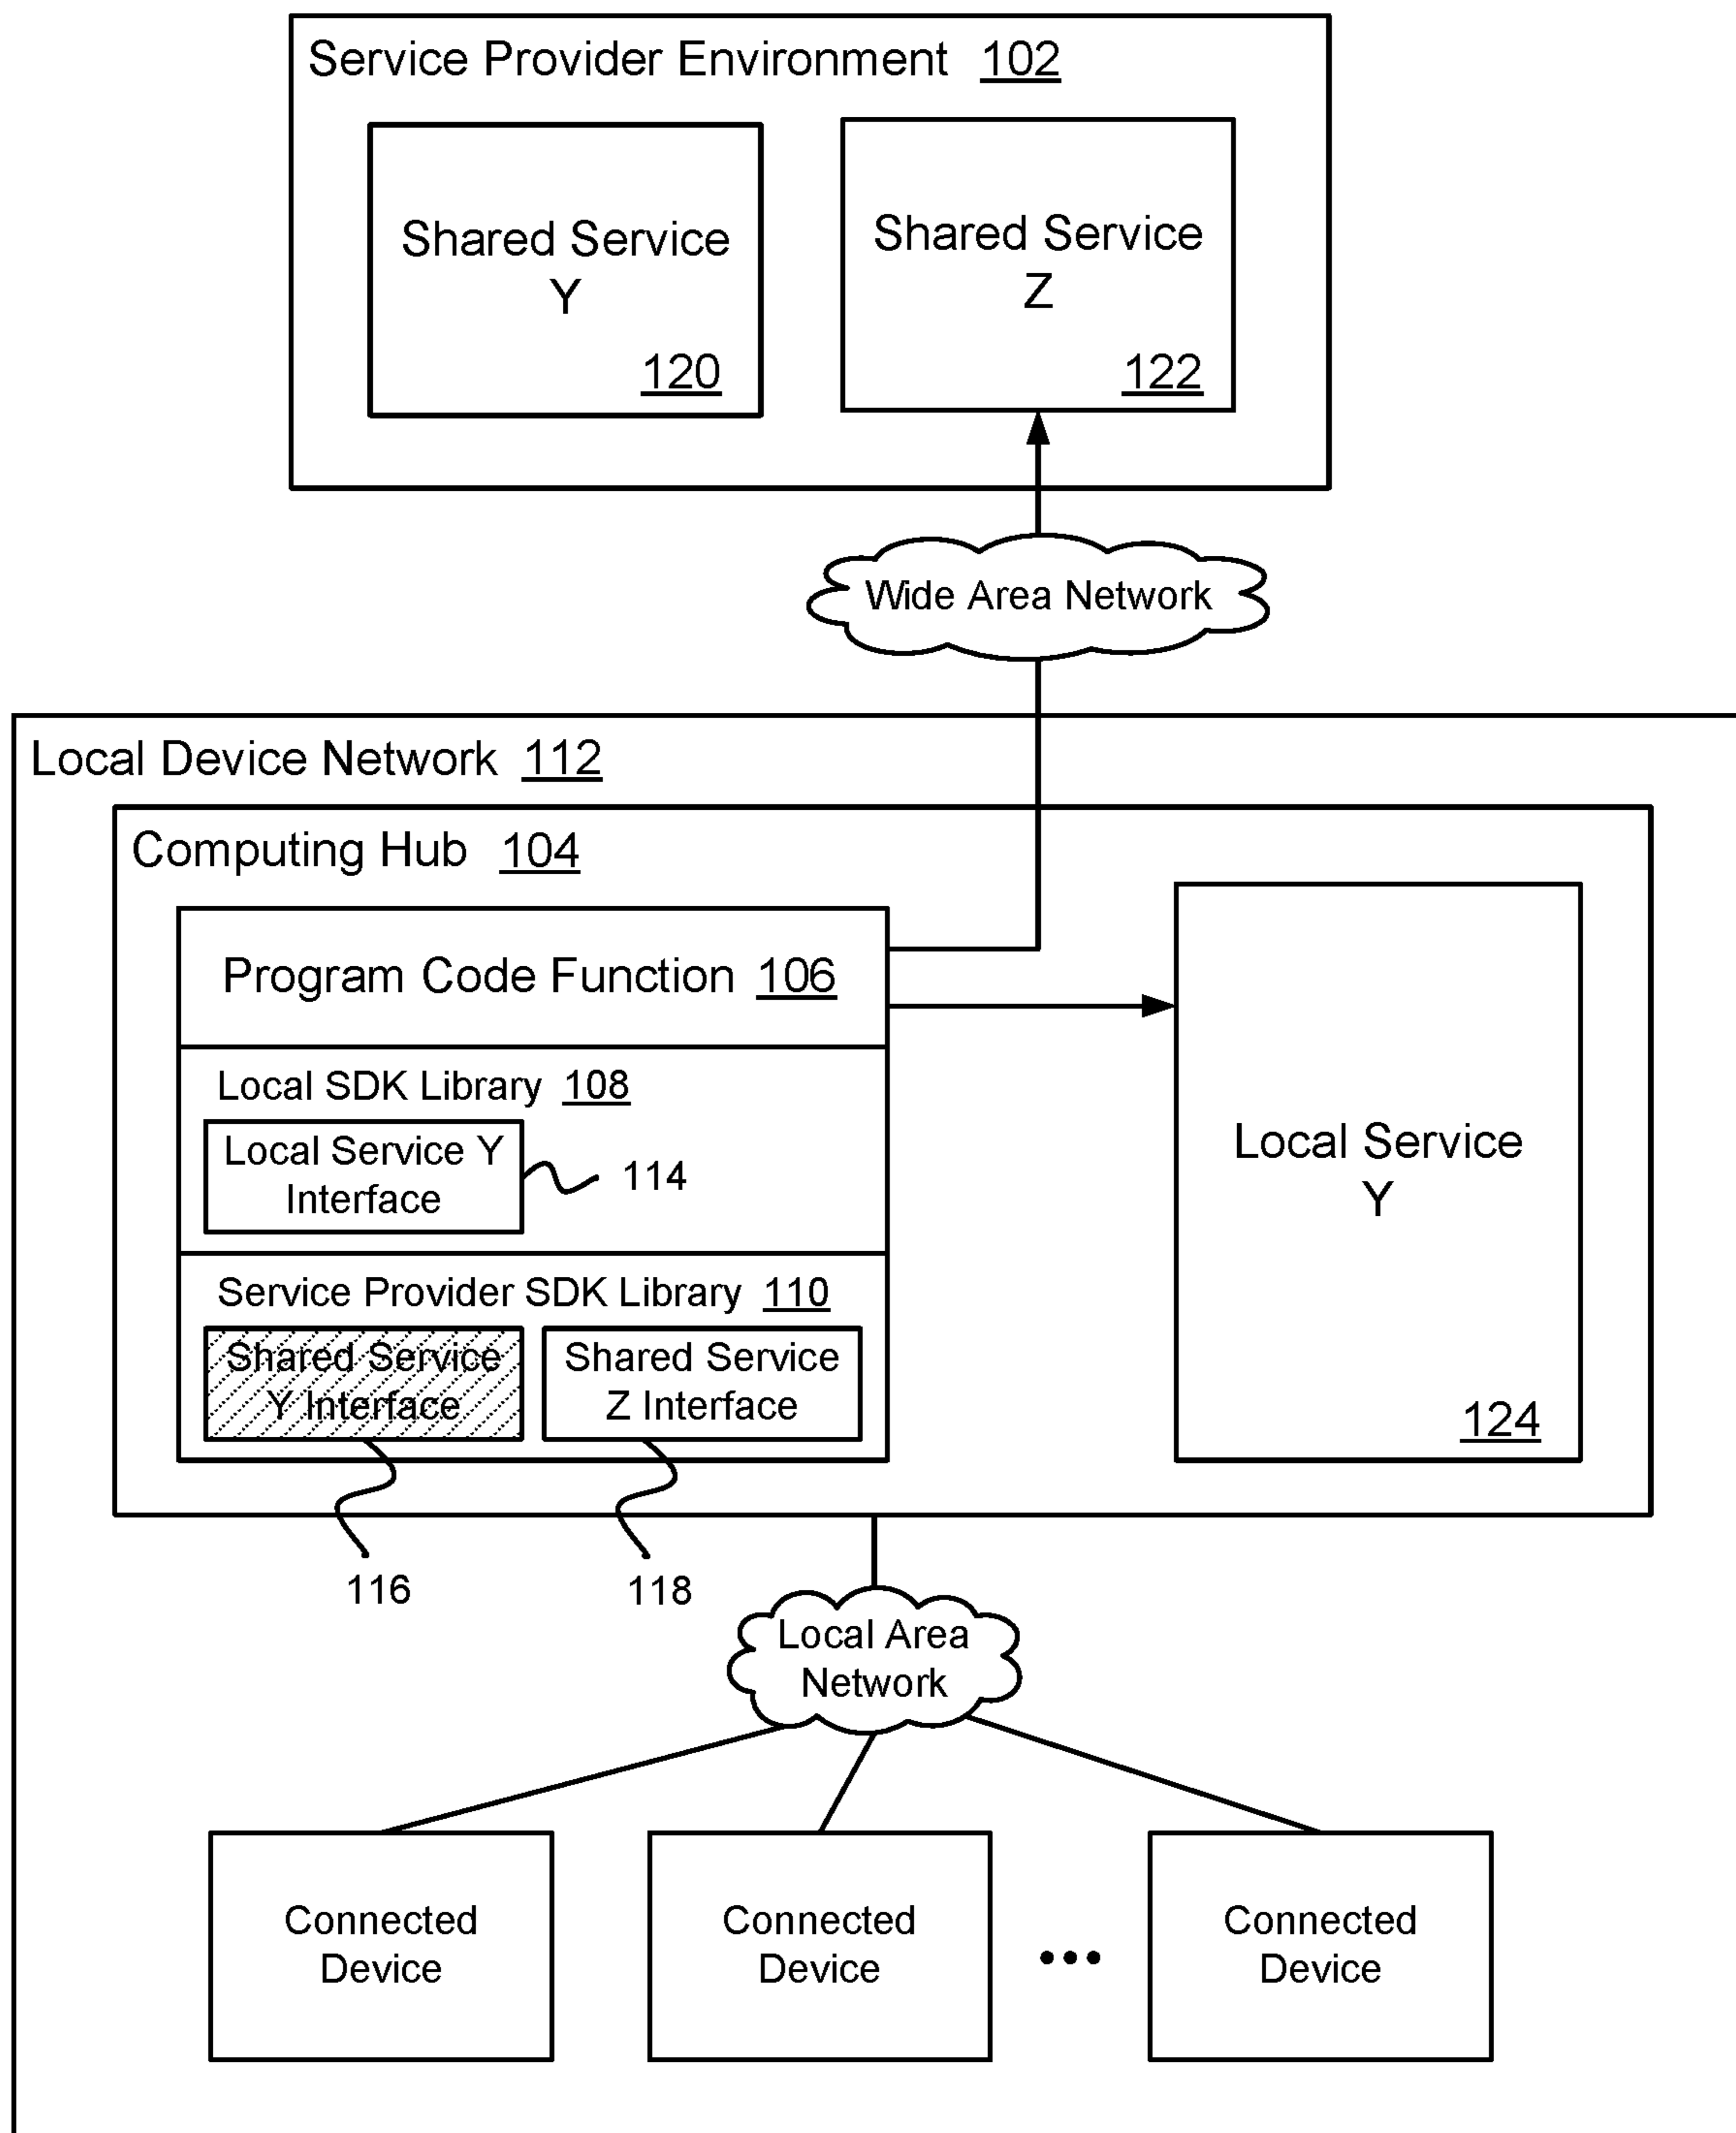 Service Provider Environment 102
Shared Service
Y
120
Shared Service
Z
122
Wide Area Network
Local Device Network 112
Computing Hub 104
Program Code Function 106
Local SDK Library 108
Local Service Y
Interface
114
Service Provider SDK Library 110
Shared Service
Y Interface
Shared Service
Z Interface
116
118
Local Service
Y
124
Local Area
Network
Connected
Device
Connected
Device
•••
Connected
Device